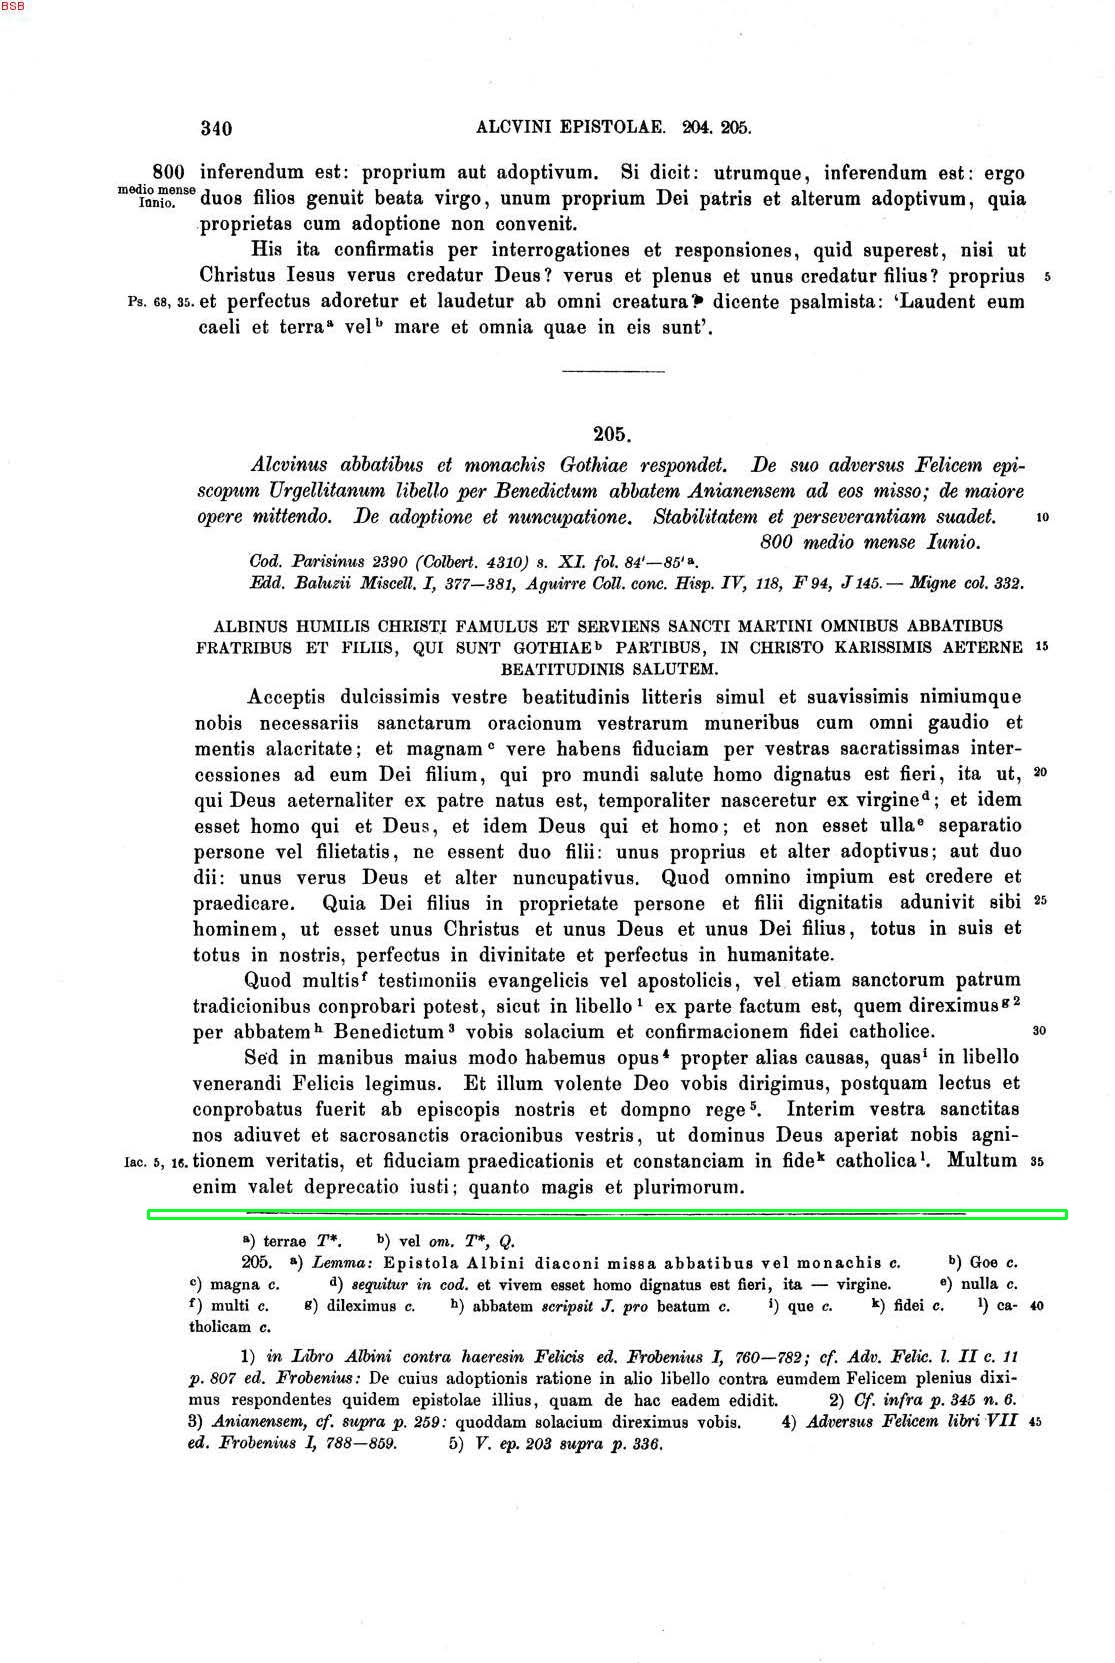 BSB
340 ALCVINI EPISTOLAE. 204. 205.
800 inferendum est: proprium aut adoptivum. Si dicit: utrumque, inferendum est: ergo
medio mense
Iunio. duos filios genuit beata virgo, unum proprium Dei patris et alterum adoptivum, quia
proprietas cum adoptione non convenit.
His ita confirmatis per interrogationes et responsiones, quid superest, nisi ut
Christus Iesus verus credatur Deus? verus et plenus et unus credatur filius? proprius 5
Ps. 68, 35. et perfectus adoretur et laudetur ab omni creatura? dicente psalmista: ‘Laudent eum
caeli et terraᵃ velᵇ mare et omnia quae in eis sunt’.
205.
Alcvinus abbatibus et monachis Gothiae respondet. De suo adversus Felicem epi-
scopum Urgellitanum libello per Benedictum abbatem Anianensem ad eos misso; de maiore
opere mittendo. De adoptione et nuncupatione. Stabilitatem et perseverantiam suadet. 10
800 medio mense Iunio.
Cod. Parisinus 2390 (Colbert. 4310) s. XI. fol. 84'—85'ᵃ.
Edd. Baluzii Miscell. I, 377—381, Aguirre Coll. conc. Hisp. IV, 118, F 94, J 145. — Migne col. 332.
ALBINUS HUMILIS CHRISTI FAMULUS ET SERVIENS SANCTI MARTINI OMNIBUS ABBATIBUS
FRATRIBUS ET FILIIS, QUI SUNT GOTHIAEᵇ PARTIBUS, IN CHRISTO KARISSIMIS AETERNE 15
BEATITUDINIS SALUTEM.
Acceptis dulcissimis vestre beatitudinis litteris simul et suavissimis nimiumque
nobis necessariis sanctarum oracionum vestrarum muneribus cum omni gaudio et
mentis alacritate; et magnamᶜ vere habens fiduciam per vestras sacratissimas inter-
cessiones ad eum Dei filium, qui pro mundi salute homo dignatus est fieri, ita ut, 20
qui Deus aeternaliter ex patre natus est, temporaliter nasceretur ex virgineᵈ; et idem
esset homo qui et Deus, et idem Deus qui et homo; et non esset ullaᵉ separatio
persone vel filietatis, ne essent duo filii: unus proprius et alter adoptivus; aut duo
dii: unus verus Deus et alter nuncupativus. Quod omnino impium est credere et
praedicare. Quia Dei filius in proprietate persone et filii dignitatis adunivit sibi 25
hominem, ut esset unus Christus et unus Deus et unus Dei filius, totus in suis et
totus in nostris, perfectus in divinitate et perfectus in humanitate.
Quod multisᶠ testimoniis evangelicis vel apostolicis, vel etiam sanctorum patrum
tradicionibus conprobari potest, sicut in libello¹ ex parte factum est, quem direximusᵍ²
per abbatemʰ Benedictum³ vobis solacium et confirmacionem fidei catholice. 30
Sed in manibus maius modo habemus opus⁴ propter alias causas, quasⁱ in libello
venerandi Felicis legimus. Et illum volente Deo vobis dirigimus, postquam lectus et
conprobatus fuerit ab episcopis nostris et dompno rege⁵. Interim vestra sanctitas
nos adiuvet et sacrosanctis oracionibus vestris, ut dominus Deus aperiat nobis agni-
Iac. 5, 16. tionem veritatis, et fiduciam praedicationis et constanciam in fideᵏ catholicaˡ. Multum 35
enim valet deprecatio iusti; quanto magis et plurimorum.
ᵃ) terrae T*. ᵇ) vel om. T*, Q.
205. ᵃ) Lemma: Epistola Albini diaconi missa abbatibus vel monachis c. ᵇ) Goe c.
ᶜ) magna c. ᵈ) sequitur in cod. et vivem esset homo dignatus est fieri, ita — virgine. ᵉ) nulla c.
ᶠ) multi c. ᵍ) dileximus c. ʰ) abbatem scripsit J. pro beatum c. ⁱ) que c. ᵏ) fidei c. ˡ) ca- 40
tholicam c.
1) in Libro Albini contra haeresin Felicis ed. Frobenius I, 760—782; cf. Adv. Felic. l. II c. 11
p. 807 ed. Frobenius: De cuius adoptionis ratione in alio libello contra eumdem Felicem plenius dixi-
mus respondentes quidem epistolae illius, quam de hac eadem edidit. 2) Cf. infra p. 345 n. 6.
3) Anianensem, cf. supra p. 259: quoddam solacium direximus vobis. 4) Adversus Felicem libri VII 45
ed. Frobenius I, 788—859. 5) V. ep. 203 supra p. 336.